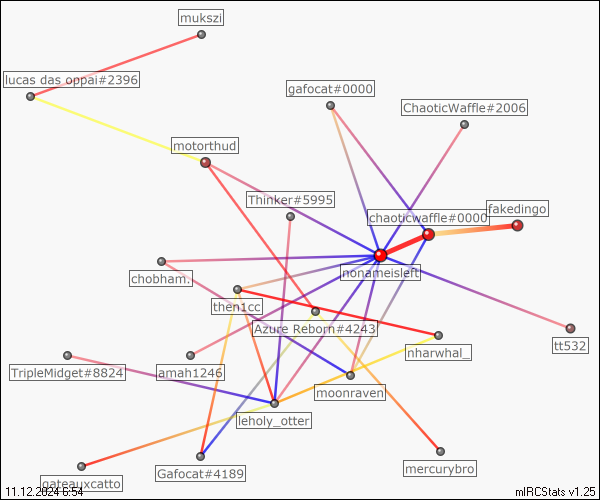 mukszi
lucas das oppai#2396
gafocat#0000
ChaoticWaffle#2006
motorthud
Thinker#5995
chaoticwaffle#0000
fakedingo
nonameisleft
chobham.
then1cc
Azure Reborn#4243
nharwhal_
tt532
TripleMidget#8824
amah1246
moonraven
leholy_otter
gateauxcatto
Gafocat#4189
mercurybro
11.12.2024 6:54
mIRCStats v1.25